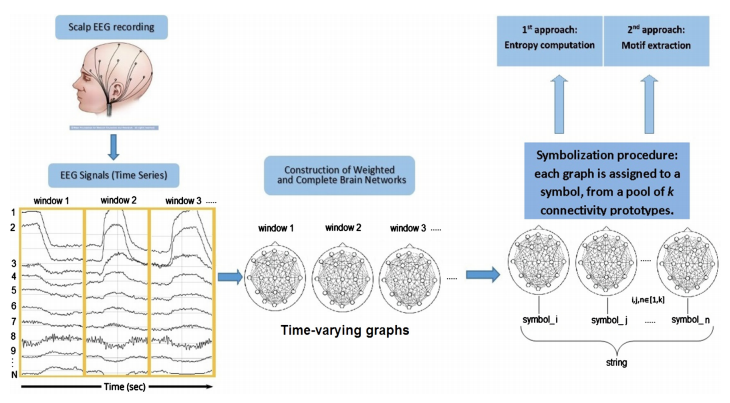 Scalp EEG recording
EEG Signals (Time Series)
window 1 window 2 window 3 .....
1
2
3
4
5
6
7
8
9
:
N
Time (sec)
Construction of Weighted
and Complete Brain Networks
window 1 window 2 window 3 .....
.....
Time-varying graphs
1st approach:
Entropy computation
2nd approach:
Motif extraction
Symbolization procedure:
each graph is assigned to a
symbol, from a pool of k
connectivity prototypes.
.....
i,j,n∈[1,k]
symbol_i symbol_j ..... symbol_n
string